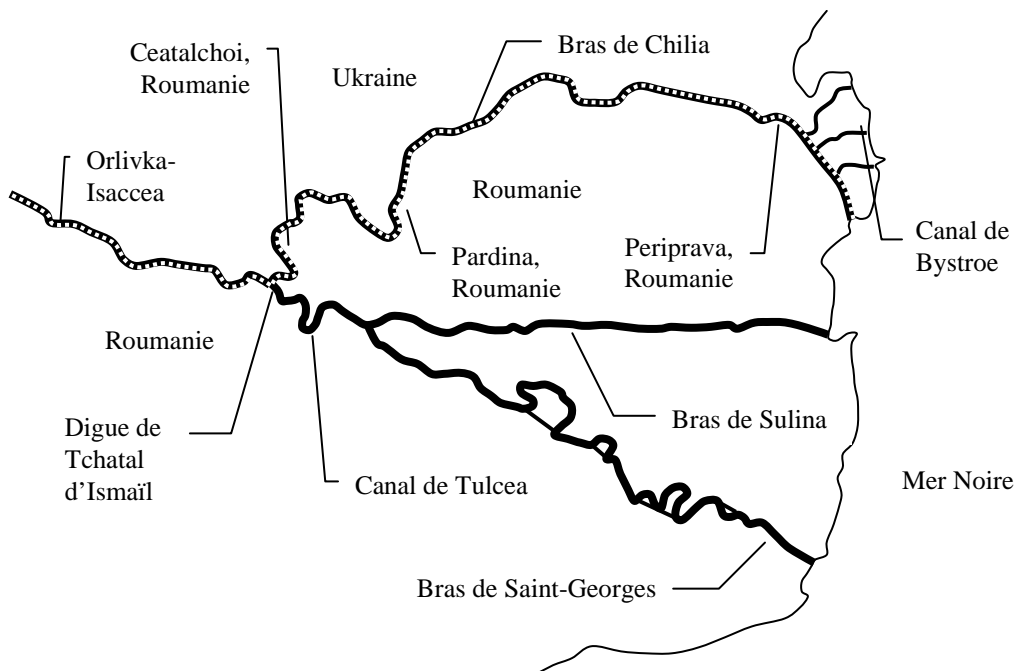 Ceatalchoi,
Roumanie
Ukraine
Bras de Chilia
Orlivka-
Isaccea
Roumanie
Pardina,
Roumanie
Periprava,
Roumanie
Canal de
Bystroe
Roumanie
Digue de
Tchatal
d’Ismaïl
Canal de Tulcea
Bras de Sulina
Mer Noire
Bras de Saint-Georges